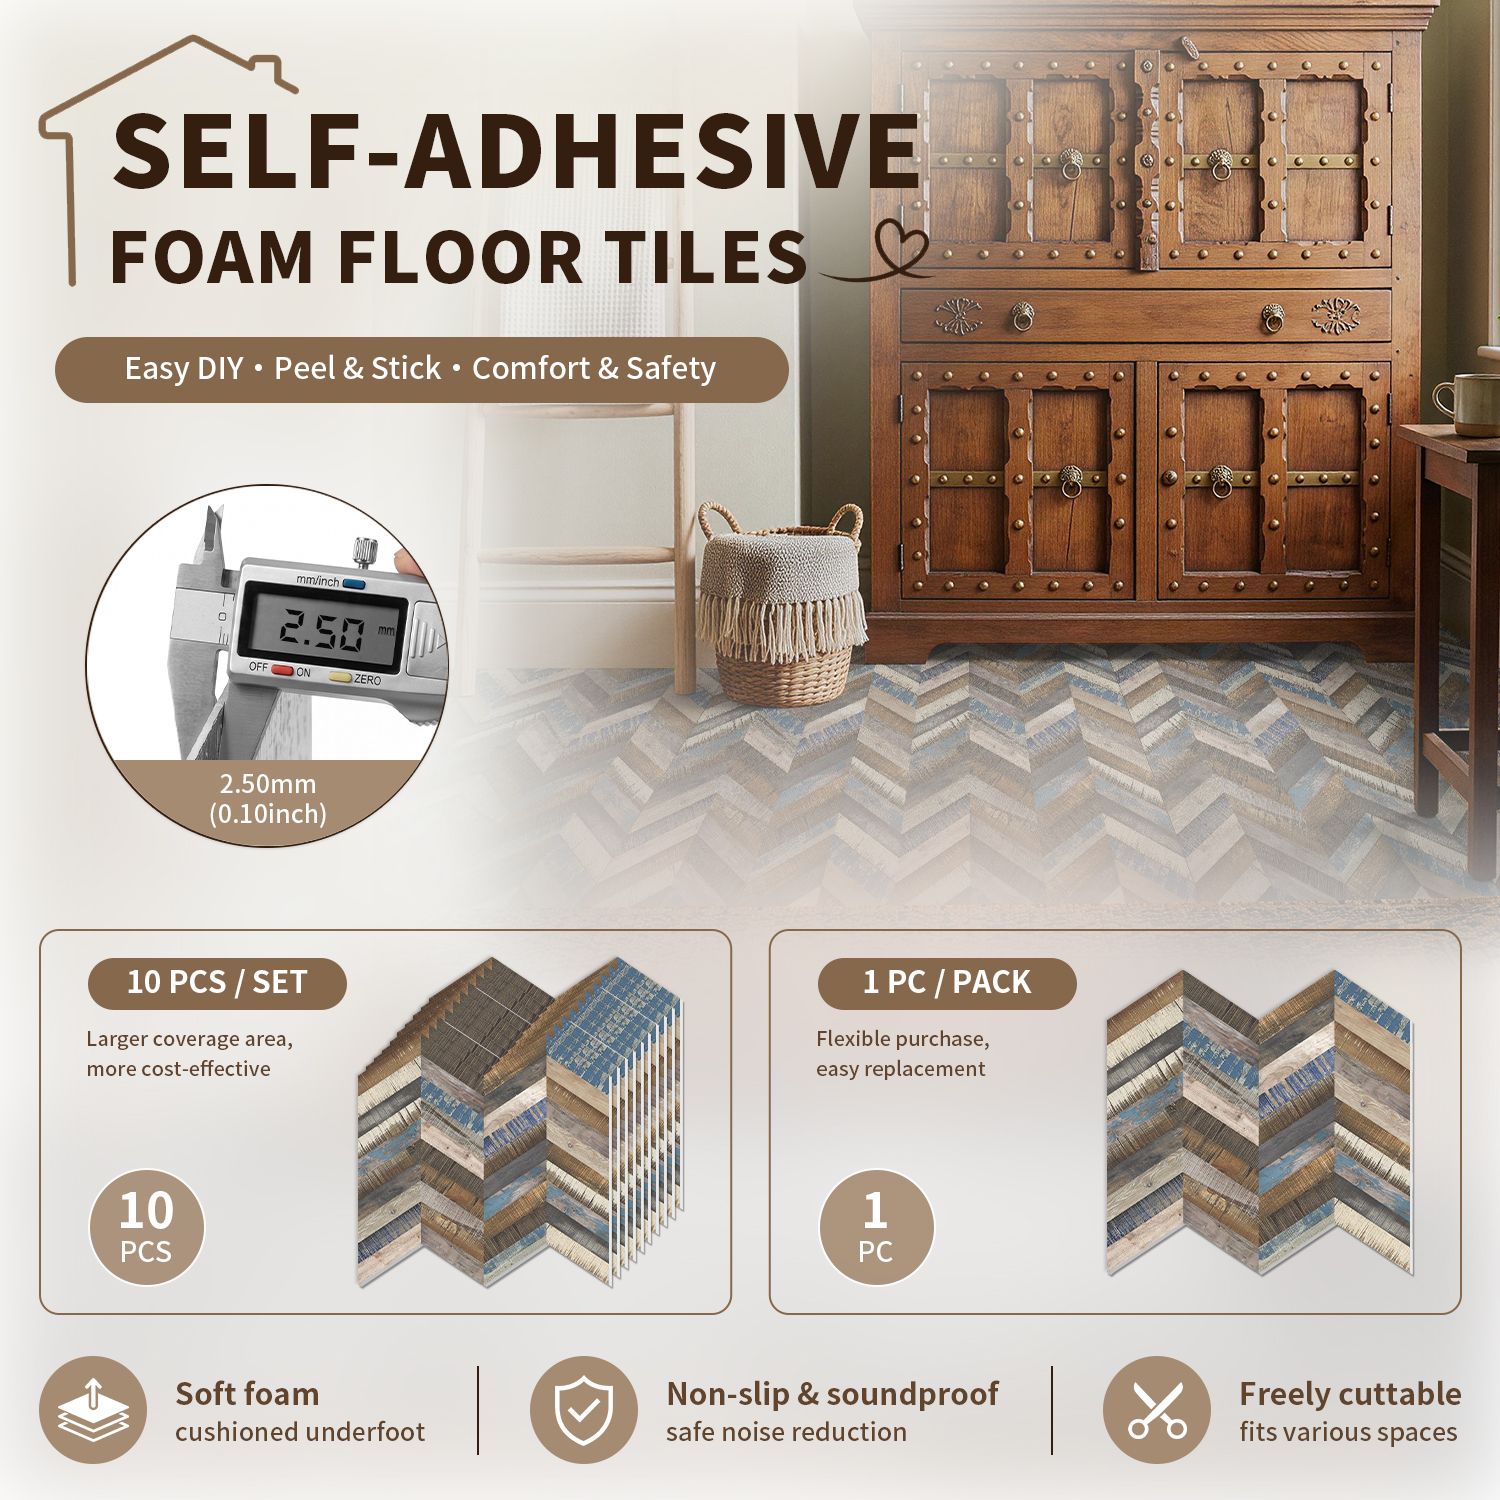 SELF-ADHESIVE
FOAM FLOOR TILES
Easy DIY • Peel & Stick • Comfort & Safety
mm/inch
2.50 mm
OFF ON ZERO
2.50mm
(0.10inch)
10 PCS / SET
Larger coverage area,
more cost-effective
10
PCS
1 PC / PACK
Flexible purchase,
easy replacement
1
PC
Soft foam
cushioned underfoot
Non-slip & soundproof
safe noise reduction
Freely cuttable
fits various spaces